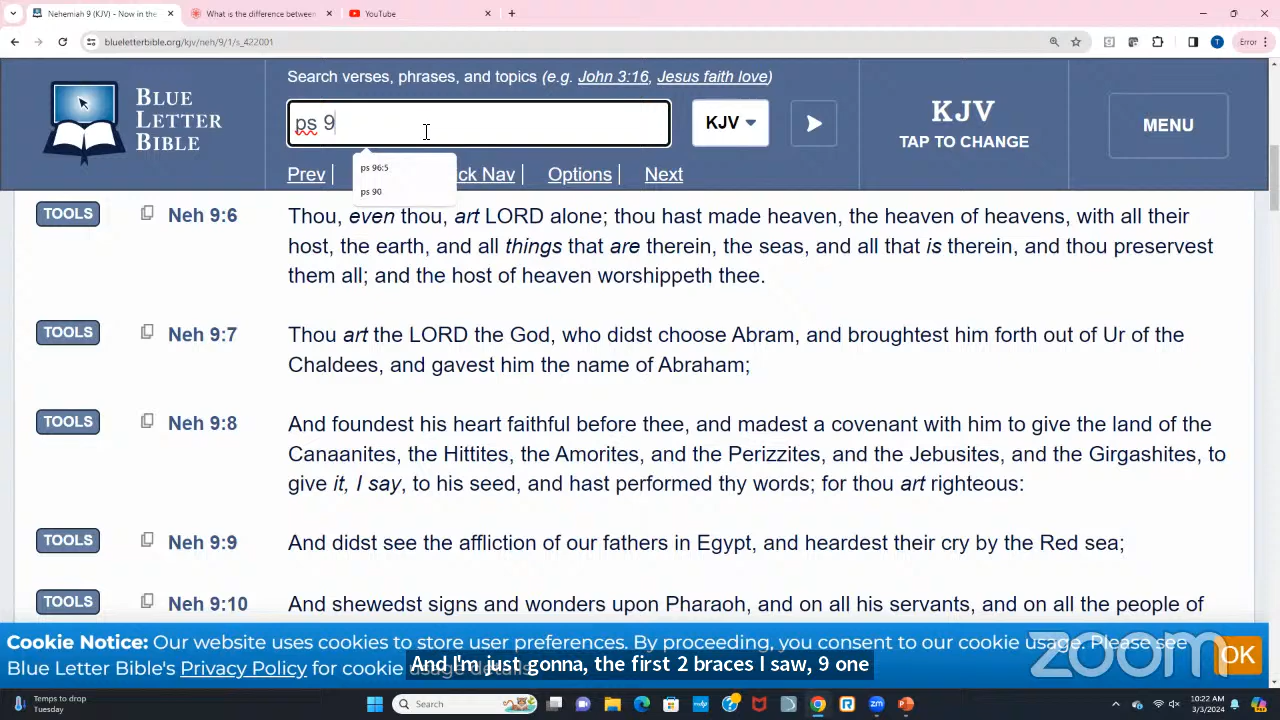 Nehemiah 9 (KJV) - Now in the
What is the difference between
YouTube
blueletterbible.org/kjv/neh/9/1/s_422001
Error
BLUE
LETTER
BIBLE
Search verses, phrases, and topics (e.g. John 3:16, Jesus faith love)
ps 9
KJV
KJV
TAP TO CHANGE
MENU
ps 96:5
ps 90
Prev | ck Nav | Options | Next
TOOLS Neh 9:6 Thou, even thou, art LORD alone; thou hast made heaven, the heaven of heavens, with all their
host, the earth, and all things that are therein, the seas, and all that is therein, and thou preservest
them all; and the host of heaven worshippeth thee.
TOOLS Neh 9:7 Thou art the LORD the God, who didst choose Abram, and broughtest him forth out of Ur of the
Chaldees, and gavest him the name of Abraham;
TOOLS Neh 9:8 And foundest his heart faithful before thee, and madest a covenant with him to give the land of the
Canaanites, the Hittites, the Amorites, and the Perizzites, and the Jebusites, and the Girgashites, to
give it, I say, to his seed, and hast performed thy words; for thou art righteous:
TOOLS Neh 9:9 And didst see the affliction of our fathers in Egypt, and heardest their cry by the Red sea;
TOOLS Neh 9:10 And shewedst signs and wonders upon Pharaoh, and on all his servants, and on all the people of
Cookie Notice: Our website uses cookies to store user preferences. By proceeding, you consent to our cookie usage. Please see
Blue Letter Bible's Privacy Policy for cookie usage details.
OK
zoom
And I'm just gonna, the first 2 braces I saw, 9 one
Temps to drop
Tuesday
Search
10:22 AM
3/3/2024